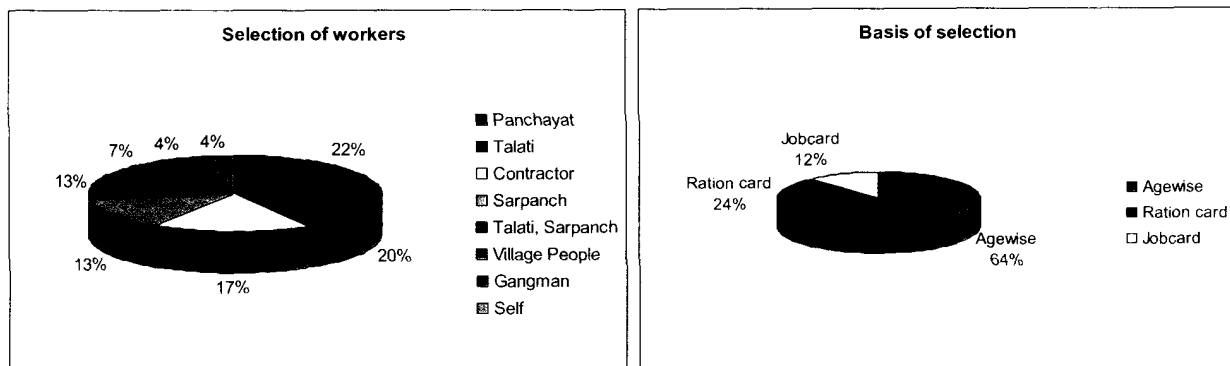 Selection of workers
4%
4%
22%
7%
13%
13%
17%
20%
Panchayat
Talati
Contractor
Sarpanch
Talati, Sarpanch
Village People
Gangman
Self
Basis of selection
Jobcard
12%
Ration card
24%
Agewise
64%
Agewise
Ration card
Jobcard